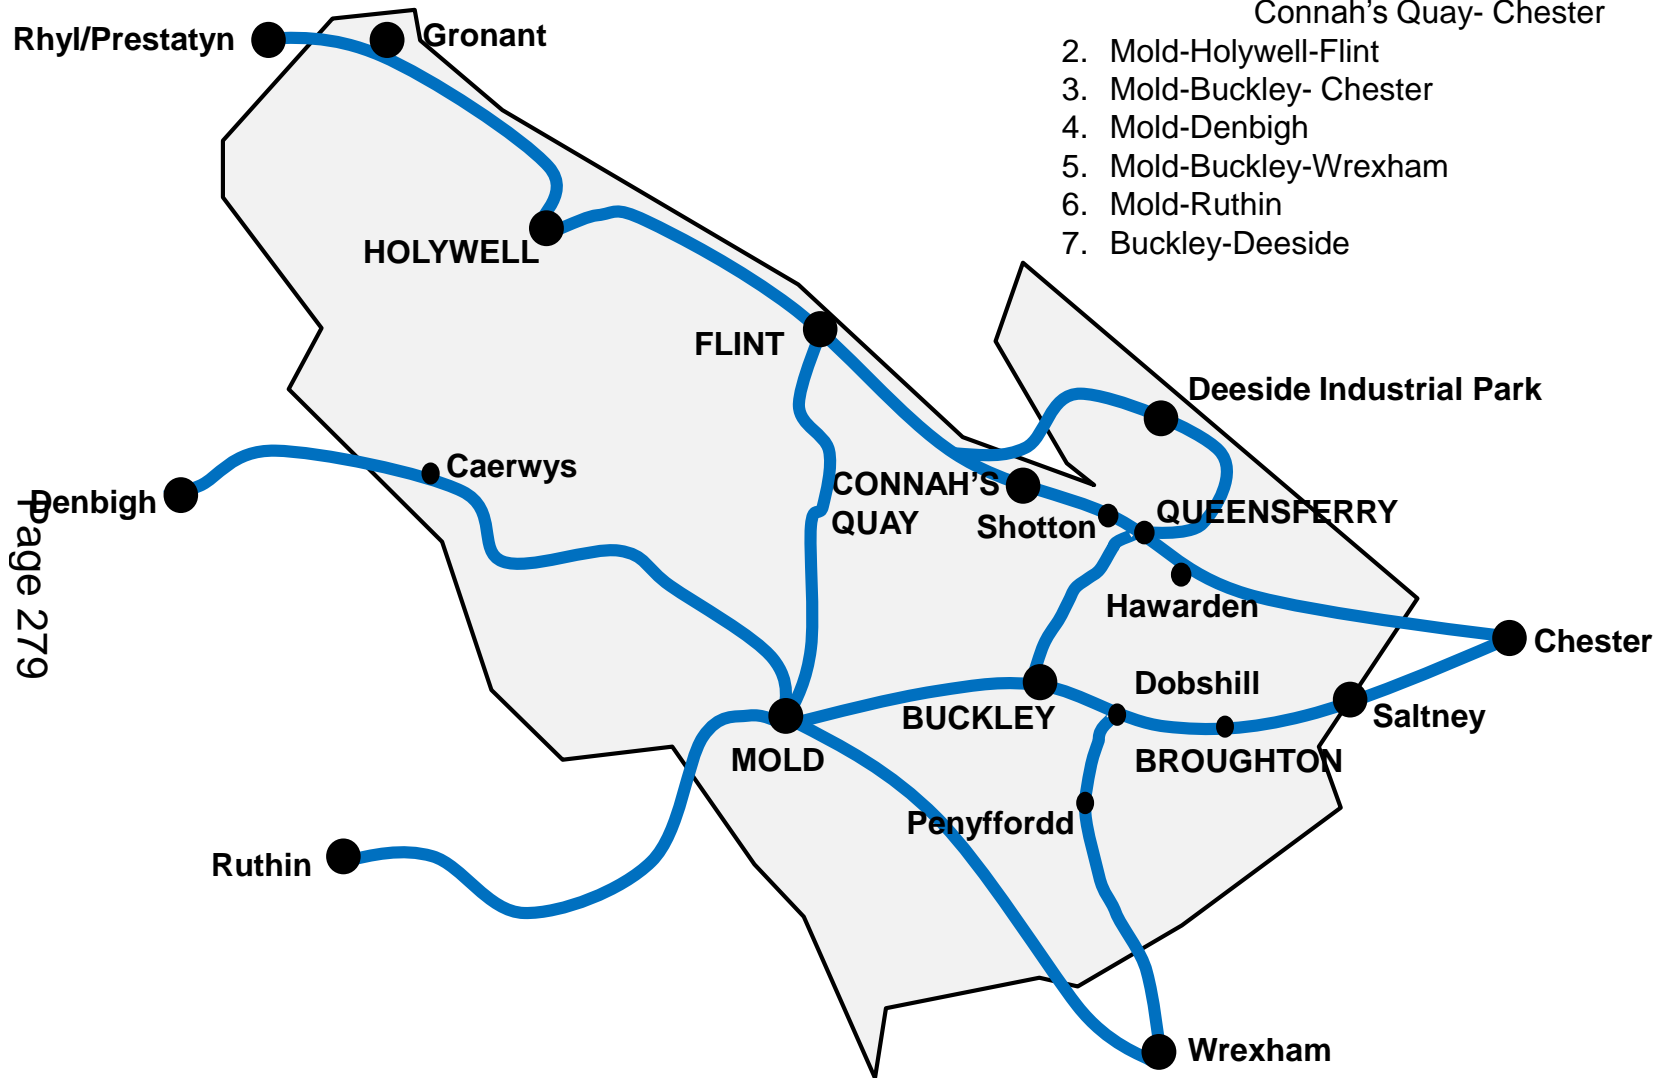 Connah's Quay- Chester
2. Mold-Holywell-Flint
3. Mold-Buckley- Chester
4. Mold-Denbigh
5. Mold-Buckley-Wrexham
6. Mold-Ruthin
7. Buckley-Deeside
Rhyl/Prestatyn
Gronant
HOLYWELL
FLINT
Deeside Industrial Park
Caerwys
Denbigh
CONNAH'S
QUAY
Shotton
QUEENSFERRY
Hawarden
Chester
Dobshill
BUCKLEY
Saltney
MOLD
BROUGHTON
Penyffordd
Ruthin
Wrexham
Page 279